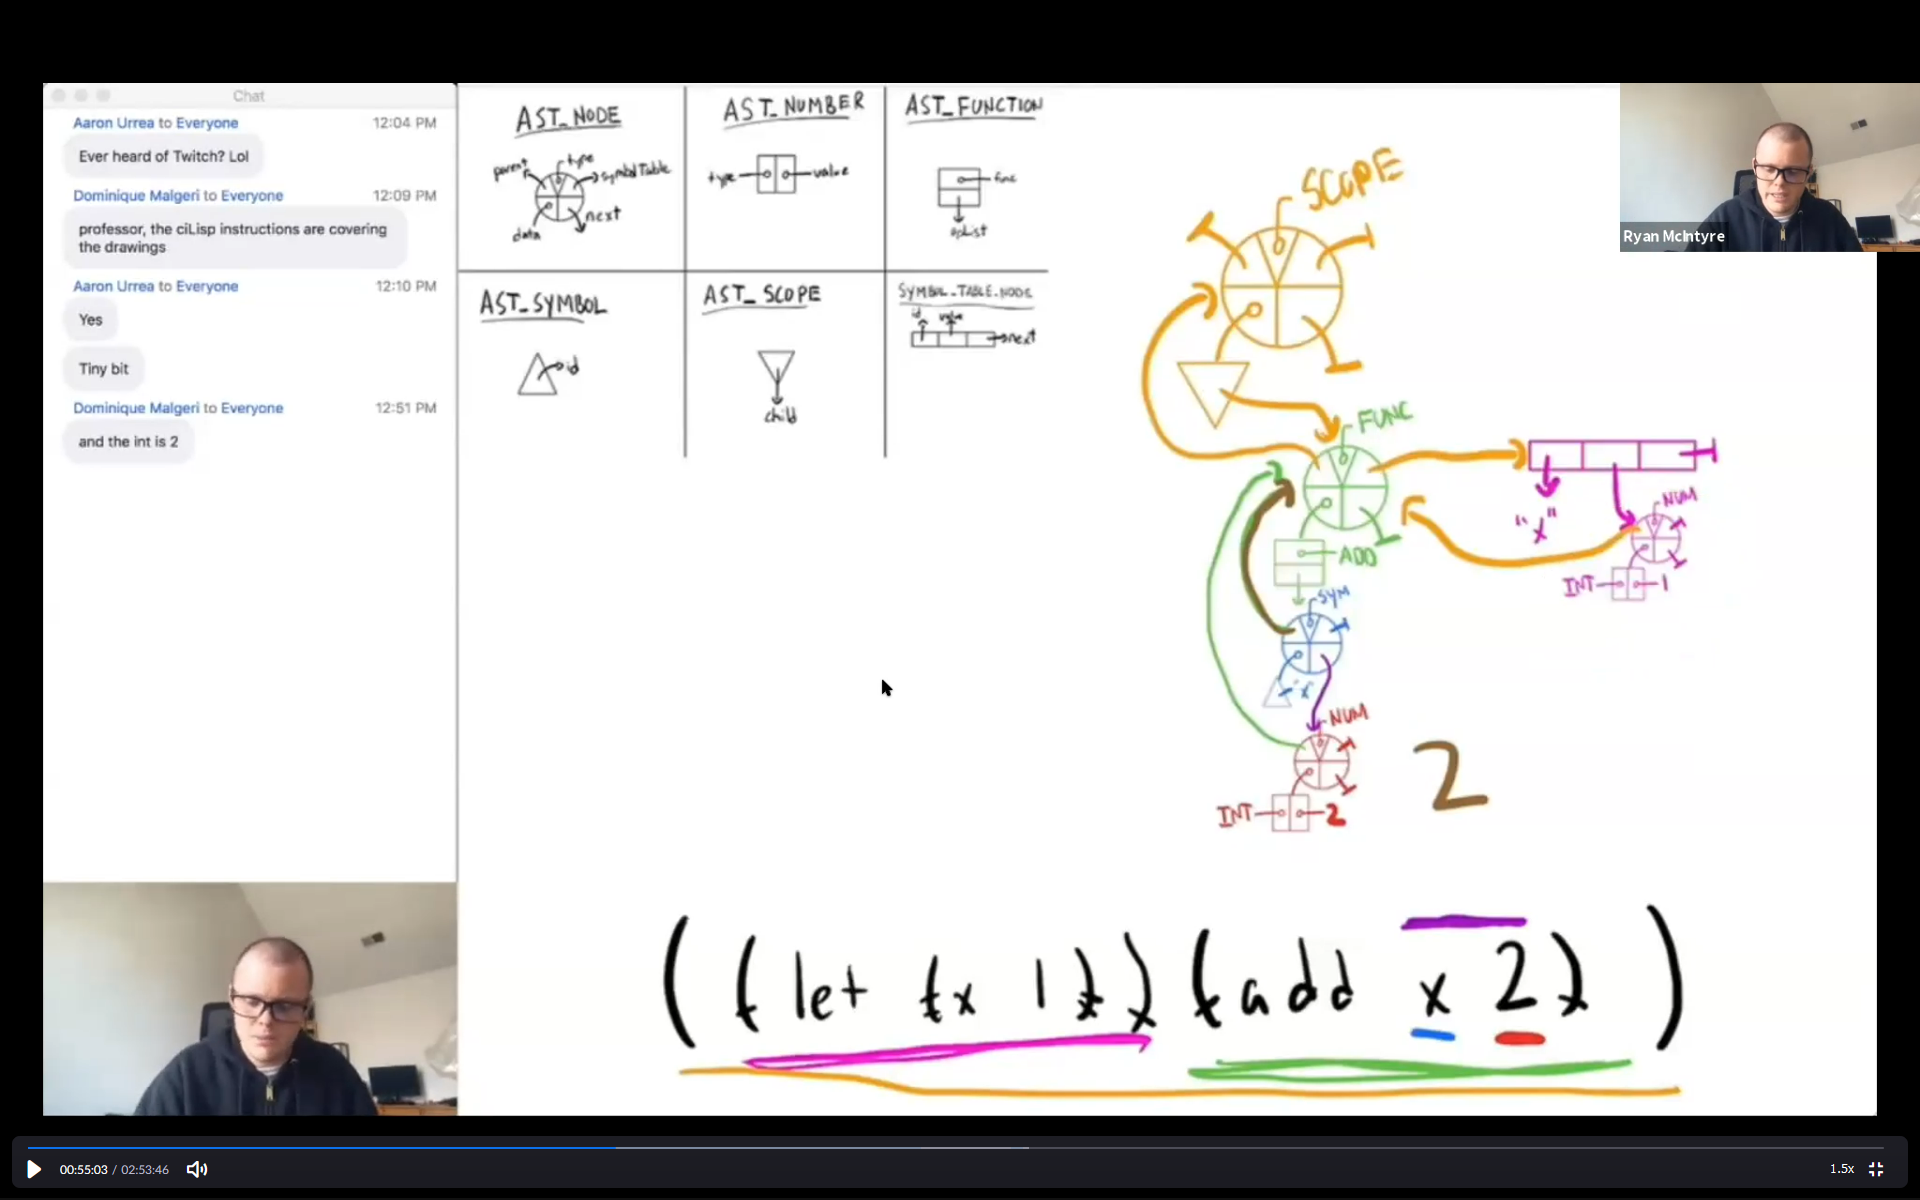 Chat
Aaron Urrea to Everyone 12:04 PM
Ever heard of Twitch? Lol
Dominique Malgeri to Everyone 12:09 PM
professor, the ciLisp instructions are covering
the drawings
Aaron Urrea to Everyone 12:10 PM
Yes
Tiny bit
Dominique Malgeri to Everyone 12:51 PM
and the int is 2
AST_NODE
parent
type
symbolTable
next
data
AST_NUMBER
type
value
AST_FUNCTION
func
opList
AST_SYMBOL
id
AST_SCOPE
child
SYMBOL_TABLE_NODE
id
value
next
SCOPE
FUNC
ADD
"x"
NUM
INT
1
SYM
"x"
NUM
INT
2
2
( ( let ( x 1 ) ) ( add x 2 ) )
Ryan McIntyre
00:55:03 / 02:53:46
1.5x